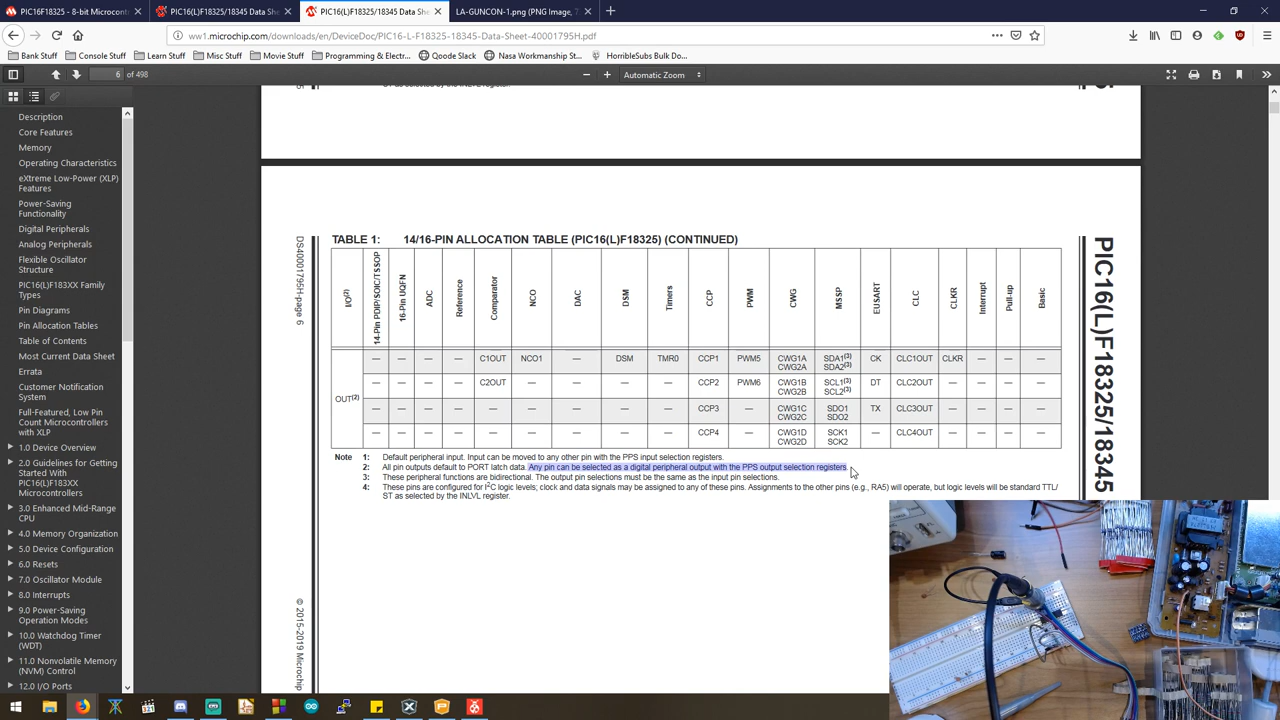 PIC16F18325 - 8-bit Microcont
PIC16(L)F18325/18345 Data She
PIC16(L)F18325/18345 Data She
LA-GUNCON-1.png (PNG Image, 7
ww1.microchip.com/downloads/en/DeviceDoc/PIC16-L-F18325-18345-Data-Sheet-40001795H.pdf
Bank Stuff
Console Stuff
Learn Stuff
Misc Stuff
Movie Stuff
Programming & Electr...
Qcode Slack
Nasa Workmanship St...
HorribleSubs Bulk Do...
6 of 498
Automatic Zoom
Description
Core Features
Memory
Operating Characteristics
eXtreme Low-Power (XLP)
Features
Power-Saving
Functionality
Digital Peripherals
Analog Peripherals
Flexible Oscillator
Structure
PIC16(L)F183XX Family
Types
Pin Diagrams
Pin Allocation Tables
Table of Contents
Most Current Data Sheet
Errata
Customer Notification
System
Full-Featured, Low Pin
Count Microcontrollers
with XLP
1.0 Device Overview
2.0 Guidelines for Getting
Started With
PIC16(L)F183XX
Microcontrollers
3.0 Enhanced Mid-Range
CPU
4.0 Memory Organization
5.0 Device Configuration
6.0 Resets
7.0 Oscillator Module
8.0 Interrupts
9.0 Power-Saving
Operation Modes
10.0 Watchdog Timer
(WDT)
11.0 Nonvolatile Memory
(NVM) Control
12.0 I/O Ports
DS40001795H-page 6
© 2015-2019 Microchip
PIC16(L)F18325/18345
TABLE 1: 14/16-PIN ALLOCATION TABLE (PIC16(L)F18325) (CONTINUED)
I/O(2) 14-Pin PDIP/SOIC/TSSOP 16-Pin UQFN ADC Reference Comparator NCO DAC DSM Timers CCP PWM CWG MSSP EUSART CLC CLKR Interrupt Pull-up Basic
OUT(2)
— — — — C1OUT NCO1 — DSM TMR0 CCP1 PWM5 CWG1A CWG2A SDA1(3) SDA2(3) CK CLC1OUT CLKR — — —
— — — — C2OUT — — — — CCP2 PWM6 CWG1B CWG2B SCL1(3) SCL2(3) DT CLC2OUT — — — —
— — — — — — — — — CCP3 — CWG1C CWG2C SDO1 SDO2 TX CLC3OUT — — — —
— — — — — — — — — CCP4 — CWG1D CWG2D SCK1 SCK2 — CLC4OUT — — — —
Note 1: Default peripheral input. Input can be moved to any other pin with the PPS input selection registers.
2: All pin outputs default to PORT latch data. Any pin can be selected as a digital peripheral output with the PPS output selection registers.
3: These peripheral functions are bidirectional. The output pin selections must be the same as the input pin selections.
4: These pins are configured for I²C logic levels; clock and data signals may be assigned to any of these pins. Assignments to the other pins (e.g., RA5) will operate, but logic levels will be standard TTL/
ST as selected by the INLVL register.